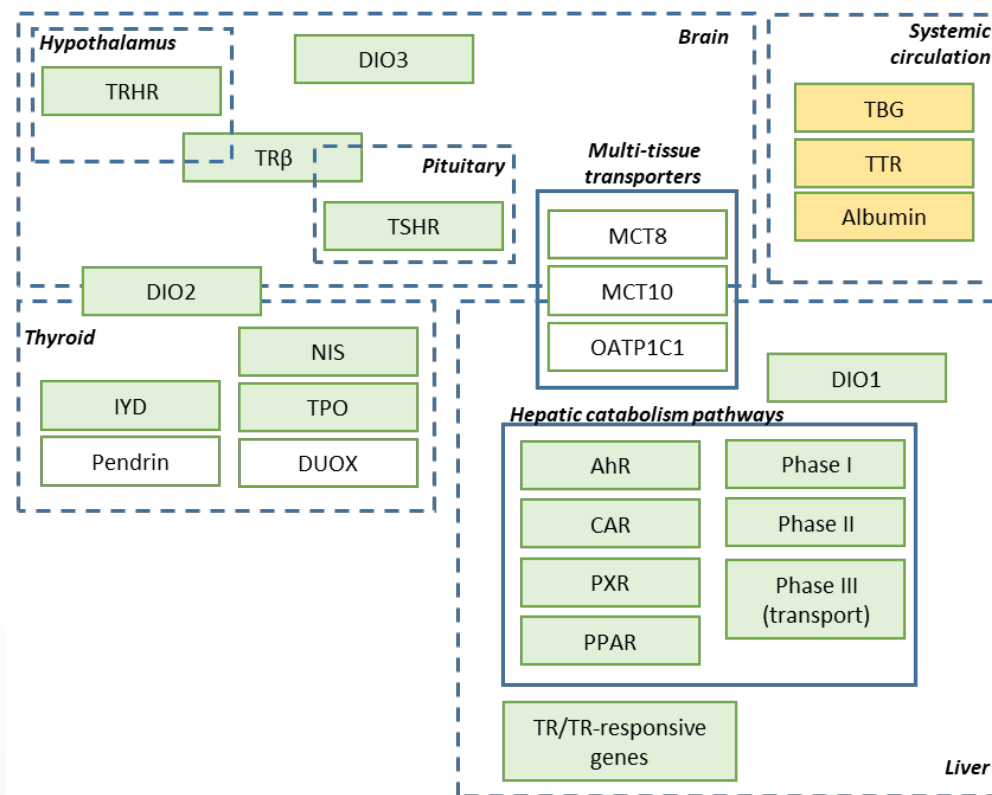 Hypothalamus
TRHR
DIO3
Brain
TRβ
Pituitary
TSHR
Multi-tissue
transporters
MCT8
MCT10
OATP1C1
Systemic
circulation
TBG
TTR
Albumin
DIO2
Thyroid
NIS
IYD
TPO
Pendrin
DUOX
DIO1
Hepatic catabolism pathways
AhR
Phase I
CAR
Phase II
PXR
Phase III
(transport)
PPAR
TR/TR-responsive
genes
Liver